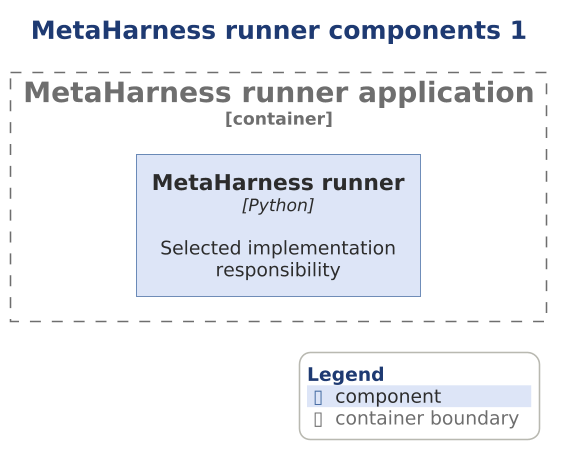 MetaHarness runner components 1
MetaHarness runner application
[container]
MetaHarness runner
[Python]
Selected implementation
responsibility
Legend
▯ component
▯ container boundary